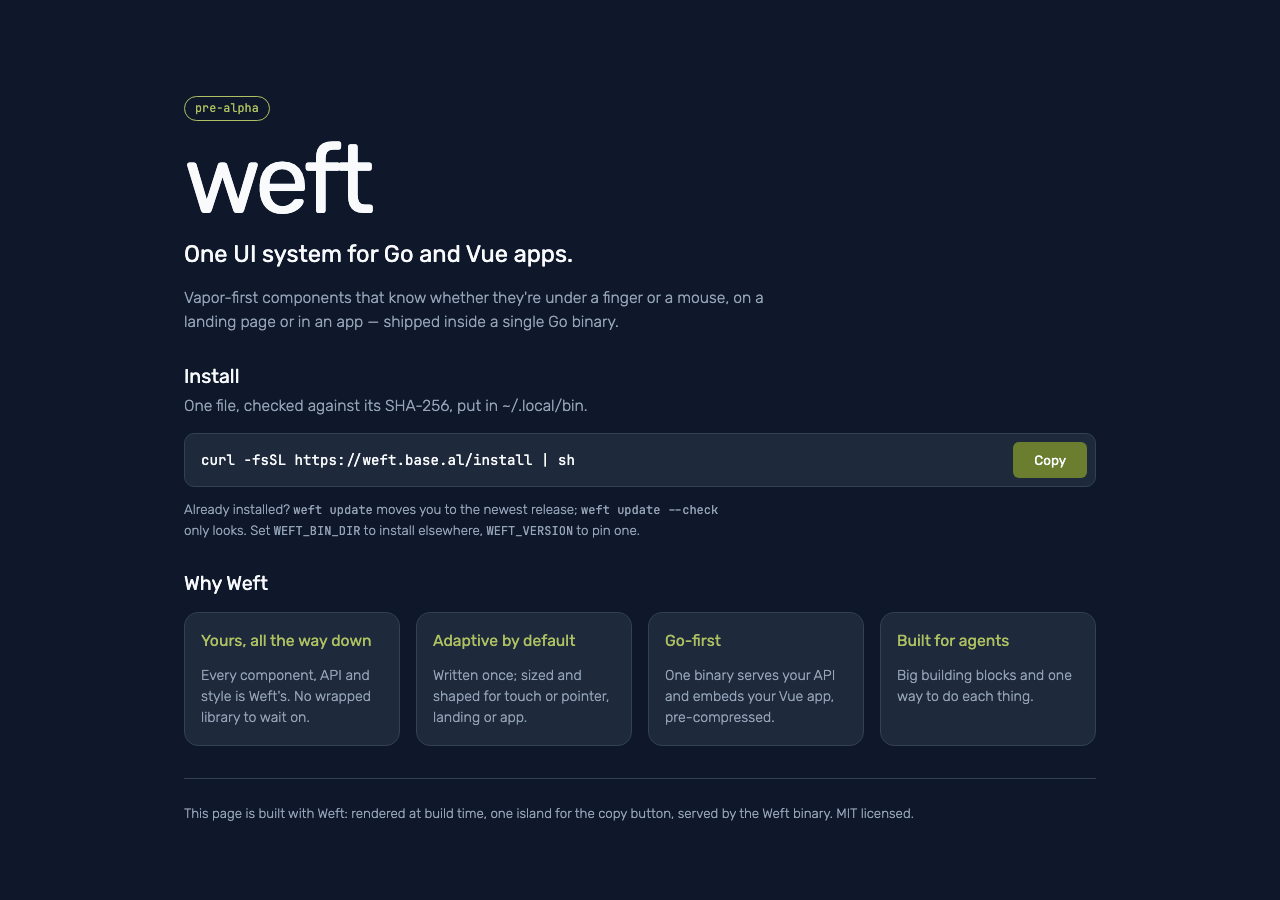 pre-alpha
weft
One UI system for Go and Vue apps.
Vapor-first components that know whether they're under a finger or a mouse, on a
landing page or in an app — shipped inside a single Go binary.
Install
One file, checked against its SHA-256, put in ~/.local/bin.
curl -fsSL https://weft.base.al/install | sh
Copy
Already installed? weft update moves you to the newest release; weft update --check
only looks. Set WEFT_BIN_DIR to install elsewhere, WEFT_VERSION to pin one.
Why Weft
Yours, all the way down
Every component, API and
style is Weft's. No wrapped
library to wait on.
Adaptive by default
Written once; sized and
shaped for touch or pointer,
landing or app.
Go-first
One binary serves your API
and embeds your Vue app,
pre-compressed.
Built for agents
Big building blocks and one
way to do each thing.
This page is built with Weft: rendered at build time, one island for the copy button, served by the Weft binary. MIT licensed.